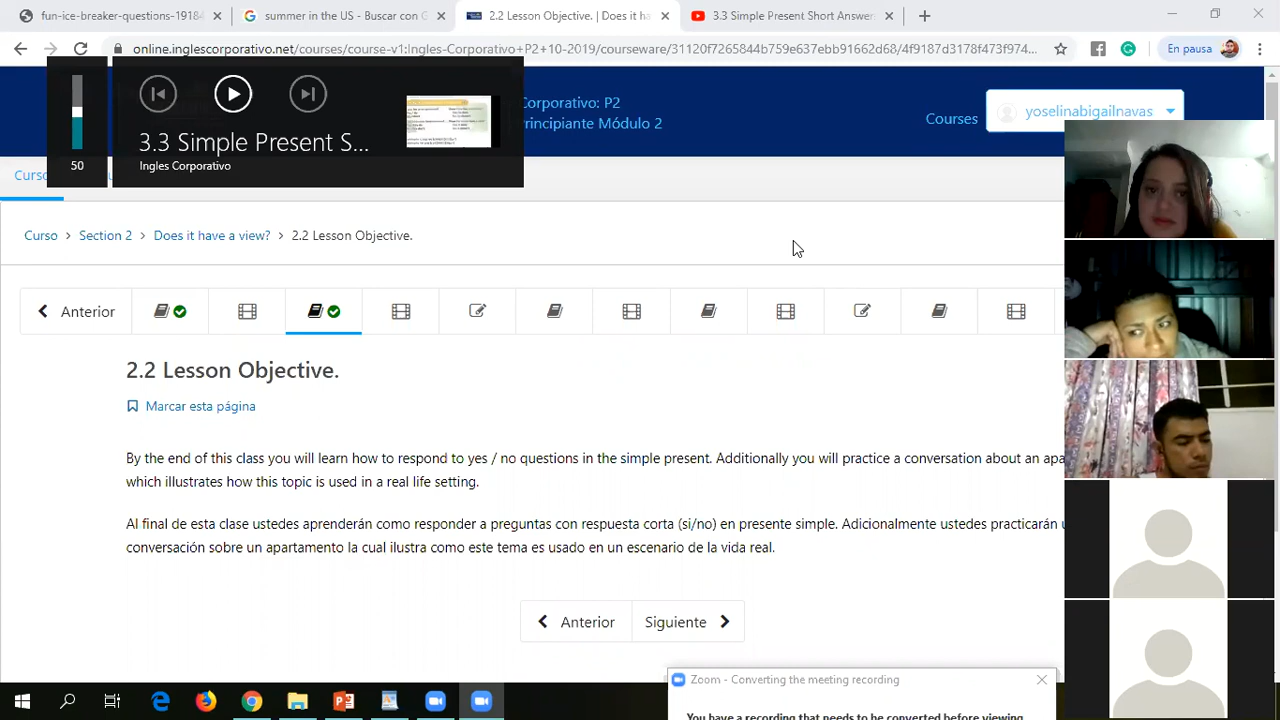 fun-ice-breaker-questions-19184
summer in the US - Buscar con G
2.2 Lesson Objective. | Does it ha
3.3 Simple Present Short Answer
online.inglescorporativo.net/courses/course-v1:Ingles-Corporativo+P2+10-2019/courseware/31120f72658f4b759e637ebb91662d68/4f9187d3178f473f974...
En pausa
3.3 Simple Present S...
Ingles Corporativo
50
Corporativo: P2
rincipiante Módulo 2
Courses
yoselinabigailnavas
Curso
Curso > Section 2 > Does it have a view? > 2.2 Lesson Objective.
Anterior
2.2 Lesson Objective.
Marcar esta página
By the end of this class you will learn how to respond to yes / no questions in the simple present. Additionally you will practice a conversation about an apa
which illustrates how this topic is used in a real life setting.
Al final de esta clase ustedes aprenderán como responder a preguntas con respuesta corta (si/no) en presente simple. Adicionalmente ustedes practicarán u
conversación sobre un apartamento la cual ilustra como este tema es usado en un escenario de la vida real.
Anterior
Siguiente
Zoom - Converting the meeting recording
You have a recording that needs to be converted before viewing